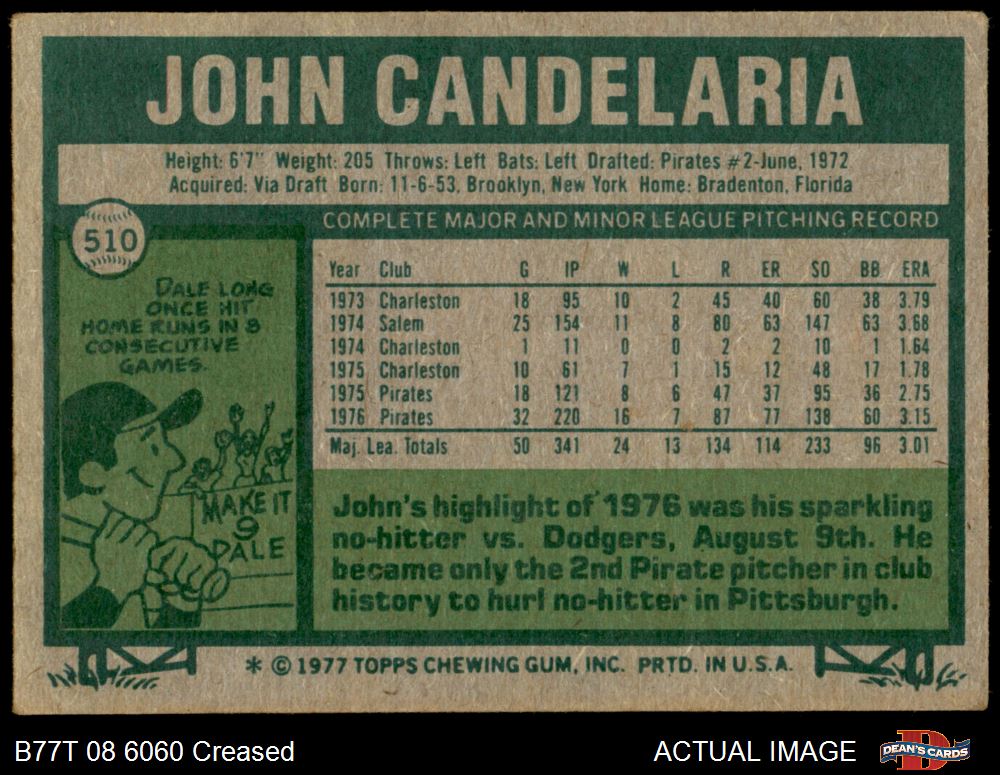 JOHN CANDELARIA
Height: 6'7" Weight: 205 Throws: Left Bats: Left Drafted: Pirates #2-June, 1972
Acquired: Via Draft Born: 11-6-53, Brooklyn, New York Home: Bradenton, Florida
510
COMPLETE MAJOR AND MINOR LEAGUE PITCHING RECORD
DALE LONG
ONCE HIT
HOME RUNS IN 8
CONSECUTIVE
GAMES.
MAKE IT
9
DALE
Year Club G IP W L R ER SO BB ERA
1973 Charleston 18 95 10 2 45 40 60 38 3.79
1974 Salem 25 154 11 8 80 63 147 63 3.68
1974 Charleston 1 11 0 0 2 2 10 1 1.64
1975 Charleston 10 61 7 1 15 12 48 17 1.78
1975 Pirates 18 121 8 6 47 37 95 36 2.75
1976 Pirates 32 220 16 7 87 77 138 60 3.15
Maj. Lea. Totals 50 341 24 13 134 114 233 96 3.01
John's highlight of 1976 was his sparkling
no-hitter vs. Dodgers, August 9th. He
became only the 2nd Pirate pitcher in club
history to hurl no-hitter in Pittsburgh.
* © 1977 TOPPS CHEWING GUM, INC. PRTD. IN U.S.A.
B77T 08 6060 Creased
ACTUAL IMAGE
D
DEAN'S CARDS